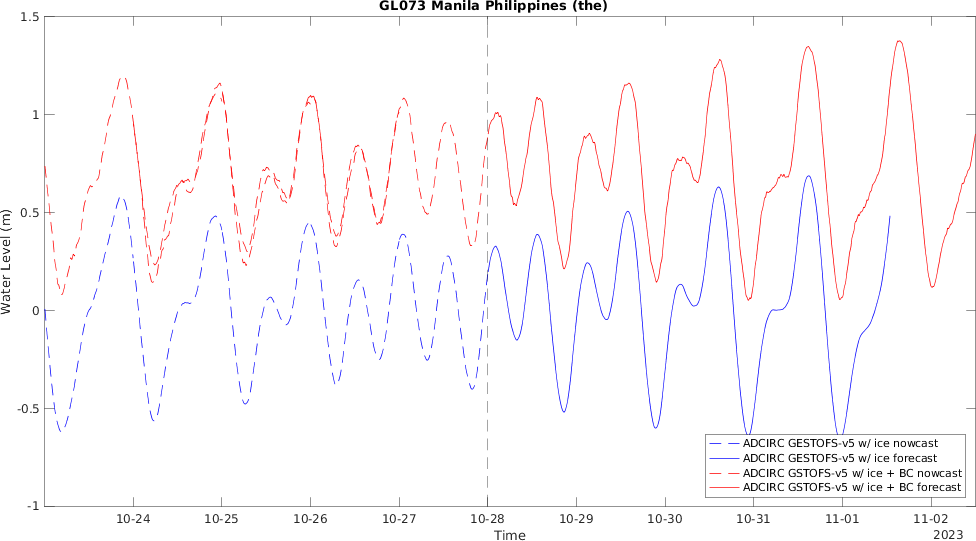 GL073 Manila Philippines (the)
1.5
1
0.5
0
-0.5
-1
Water Level (m)
10-24 10-25 10-26 10-27 10-28 10-29 10-30 10-31 11-01 11-02
Time
2023
ADCIRC GESTOFS-v5 w/ ice nowcast
ADCIRC GESTOFS-v5 w/ ice forecast
ADCIRC GSTOFS-v5 w/ ice + BC nowcast
ADCIRC GSTOFS-v5 w/ ice + BC forecast